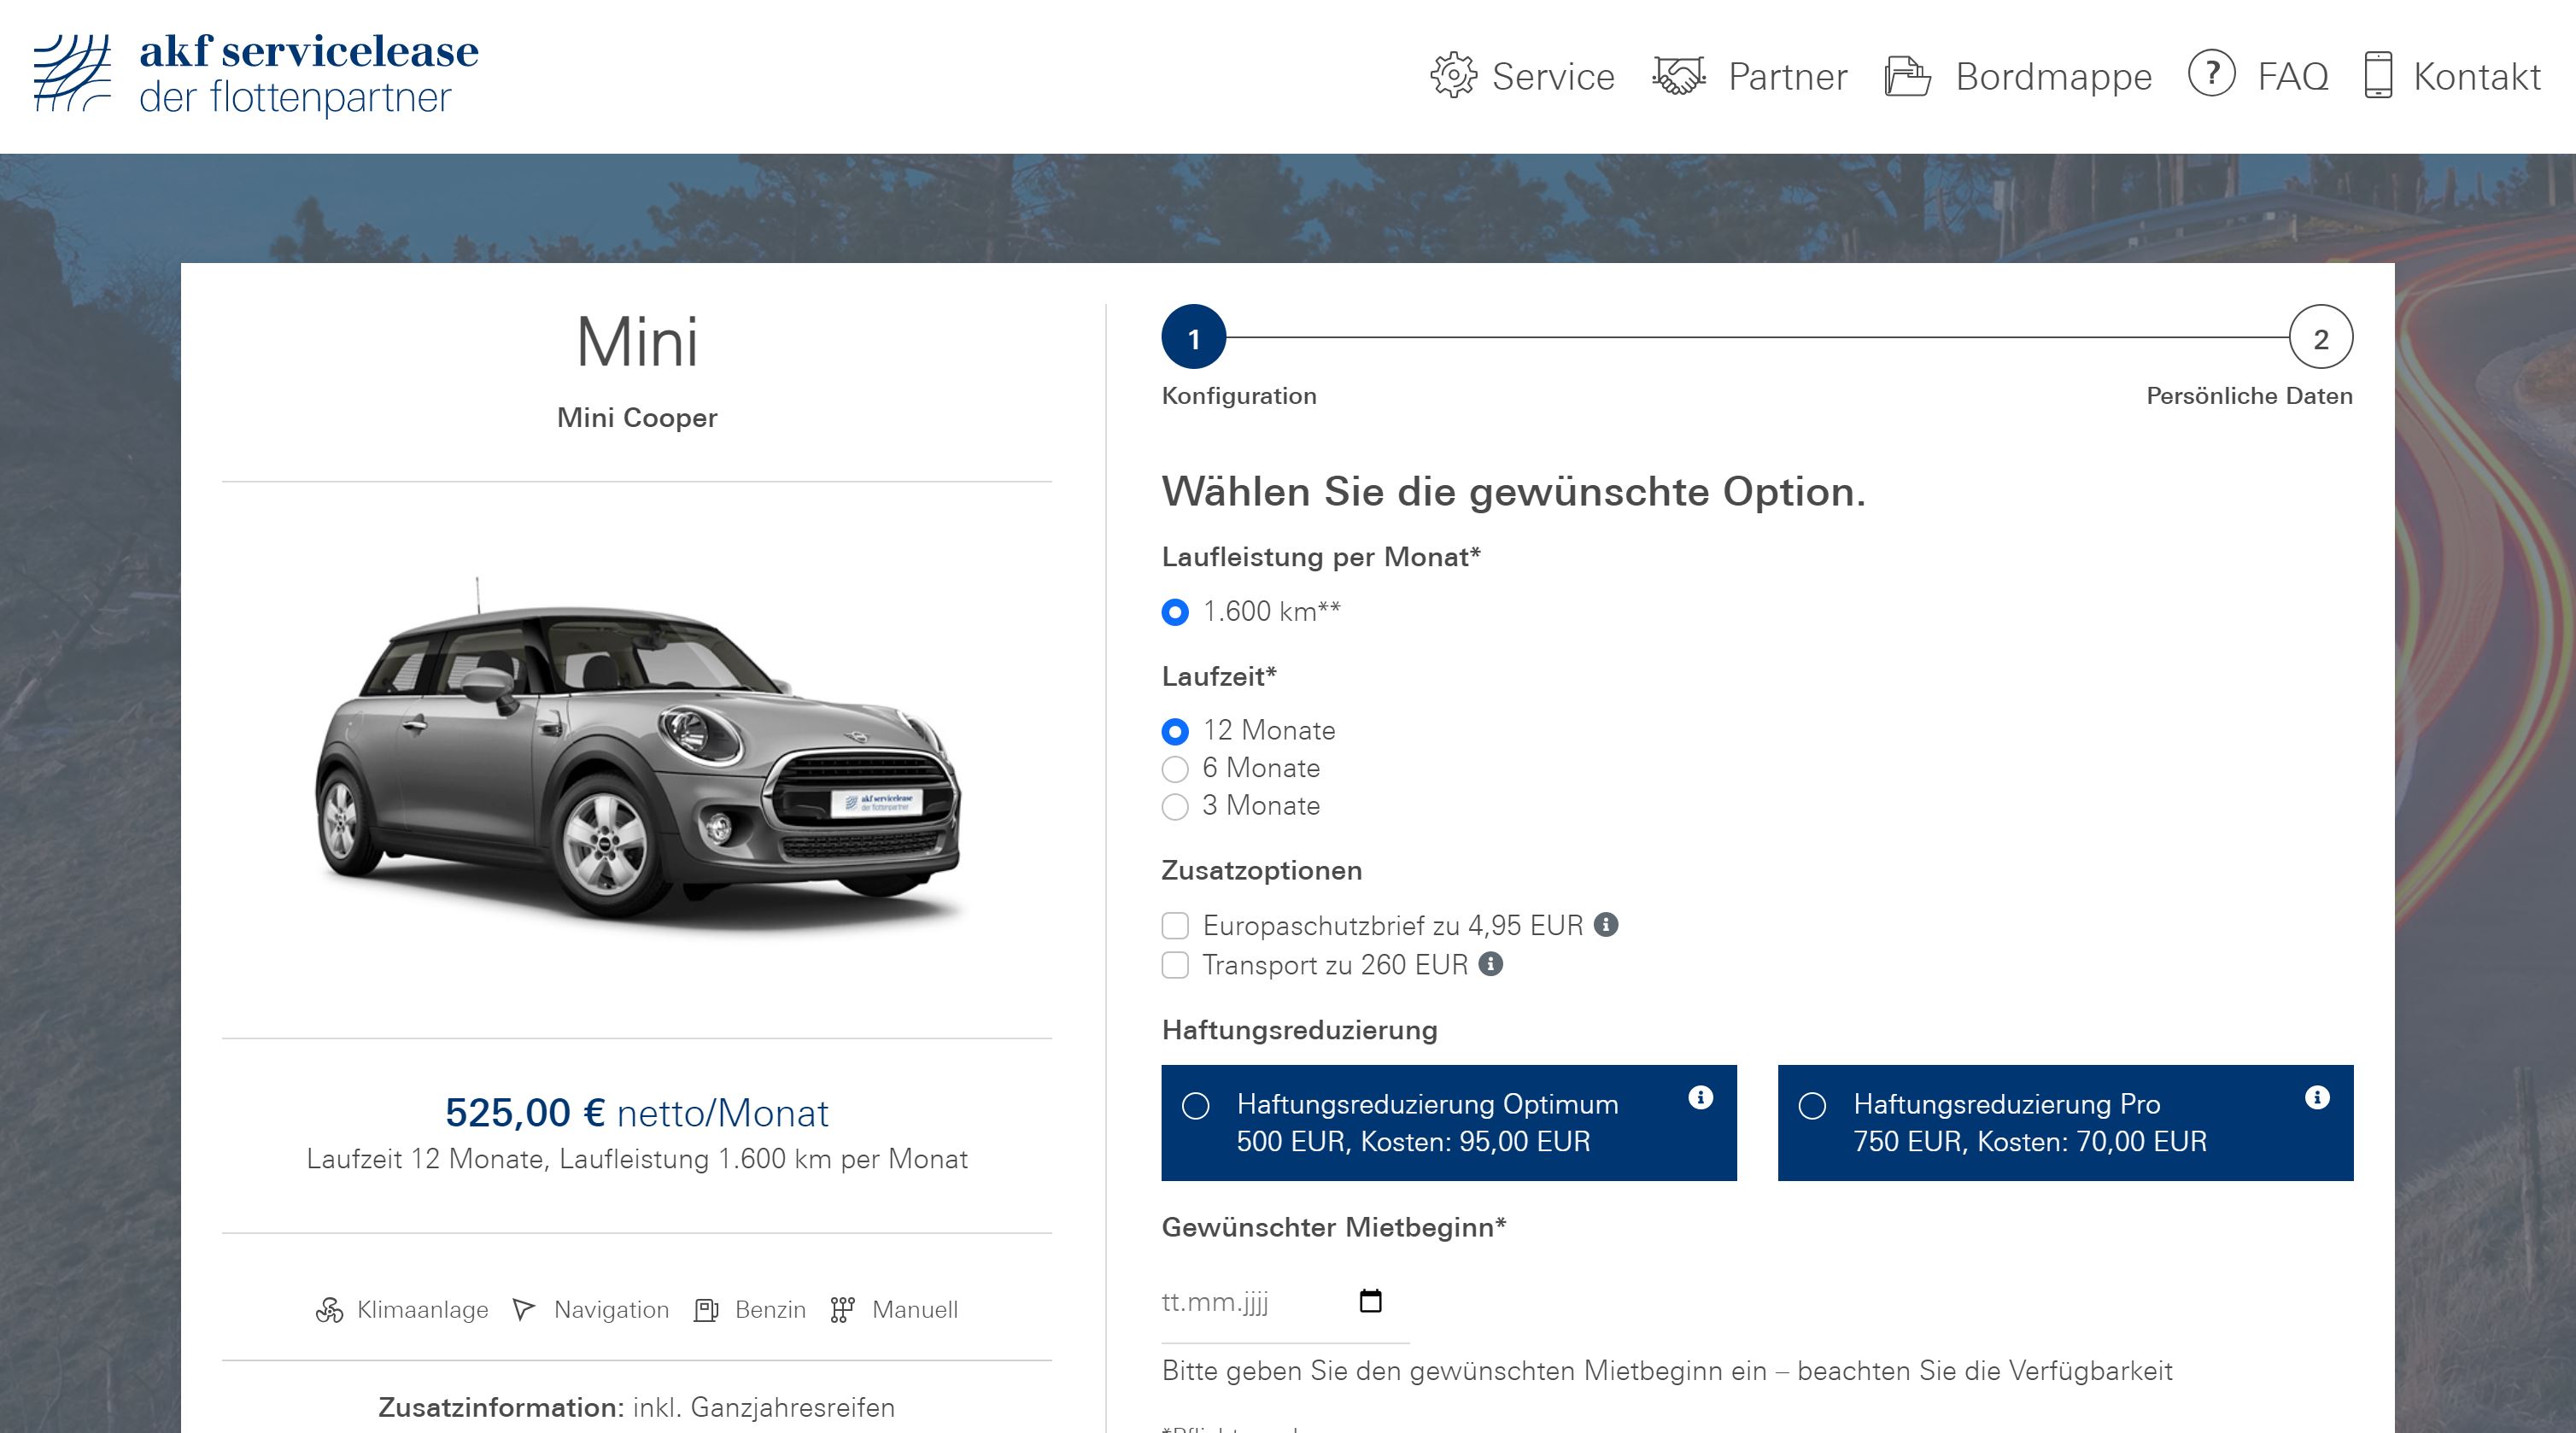 akf servicelease
der flottenpartner
Service
Partner
Bordmappe
FAQ
Kontakt
Mini
Mini Cooper
akf servicelease
der flottenpartner
525,00 € netto/Monat
Laufzeit 12 Monate, Laufleistung 1.600 km per Monat
Klimaanlage
Navigation
Benzin
Manuell
Zusatzinformation: inkl. Ganzjahresreifen
1
2
Konfiguration
Persönliche Daten
Wählen Sie die gewünschte Option.
Laufleistung per Monat*
1.600 km**
Laufzeit*
12 Monate
6 Monate
3 Monate
Zusatzoptionen
Europaschutzbrief zu 4,95 EUR
Transport zu 260 EUR
Haftungsreduzierung
Haftungsreduzierung Optimum
500 EUR, Kosten: 95,00 EUR
Haftungsreduzierung Pro
750 EUR, Kosten: 70,00 EUR
Gewünschter Mietbeginn*
tt.mm.jjjj
Bitte geben Sie den gewünschten Mietbeginn ein – beachten Sie die Verfügbarkeit